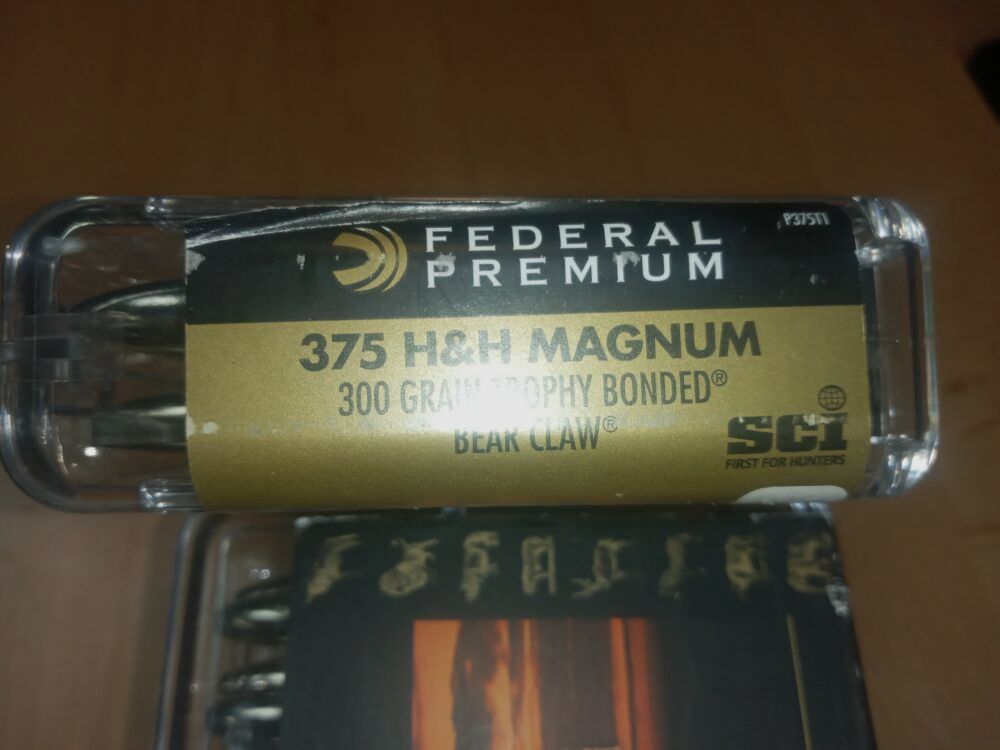 P375T1
FEDERAL
PREMIUM
375 H&H MAGNUM
300 GRAIN TROPHY BONDED®
BEAR CLAW®
SCI
FIRST FOR HUNTERS